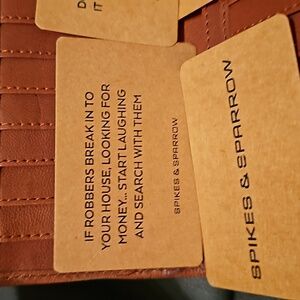 D
IT
IF ROBBERS BREAK IN TO
YOUR HOUSE, LOOKING FOR
MONEY... START LAUGHING
AND SEARCH WITH THEM
SPIKES & SPARROW
SPIKES & SPARROW